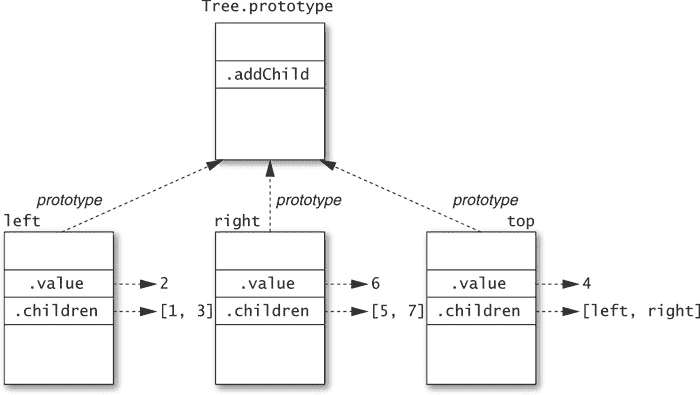 Tree.prototype
.addChild
prototype prototype prototype
left right top
.value 2 .value 6 .value 4
.children [1, 3] .children [5, 7] .children [left, right]